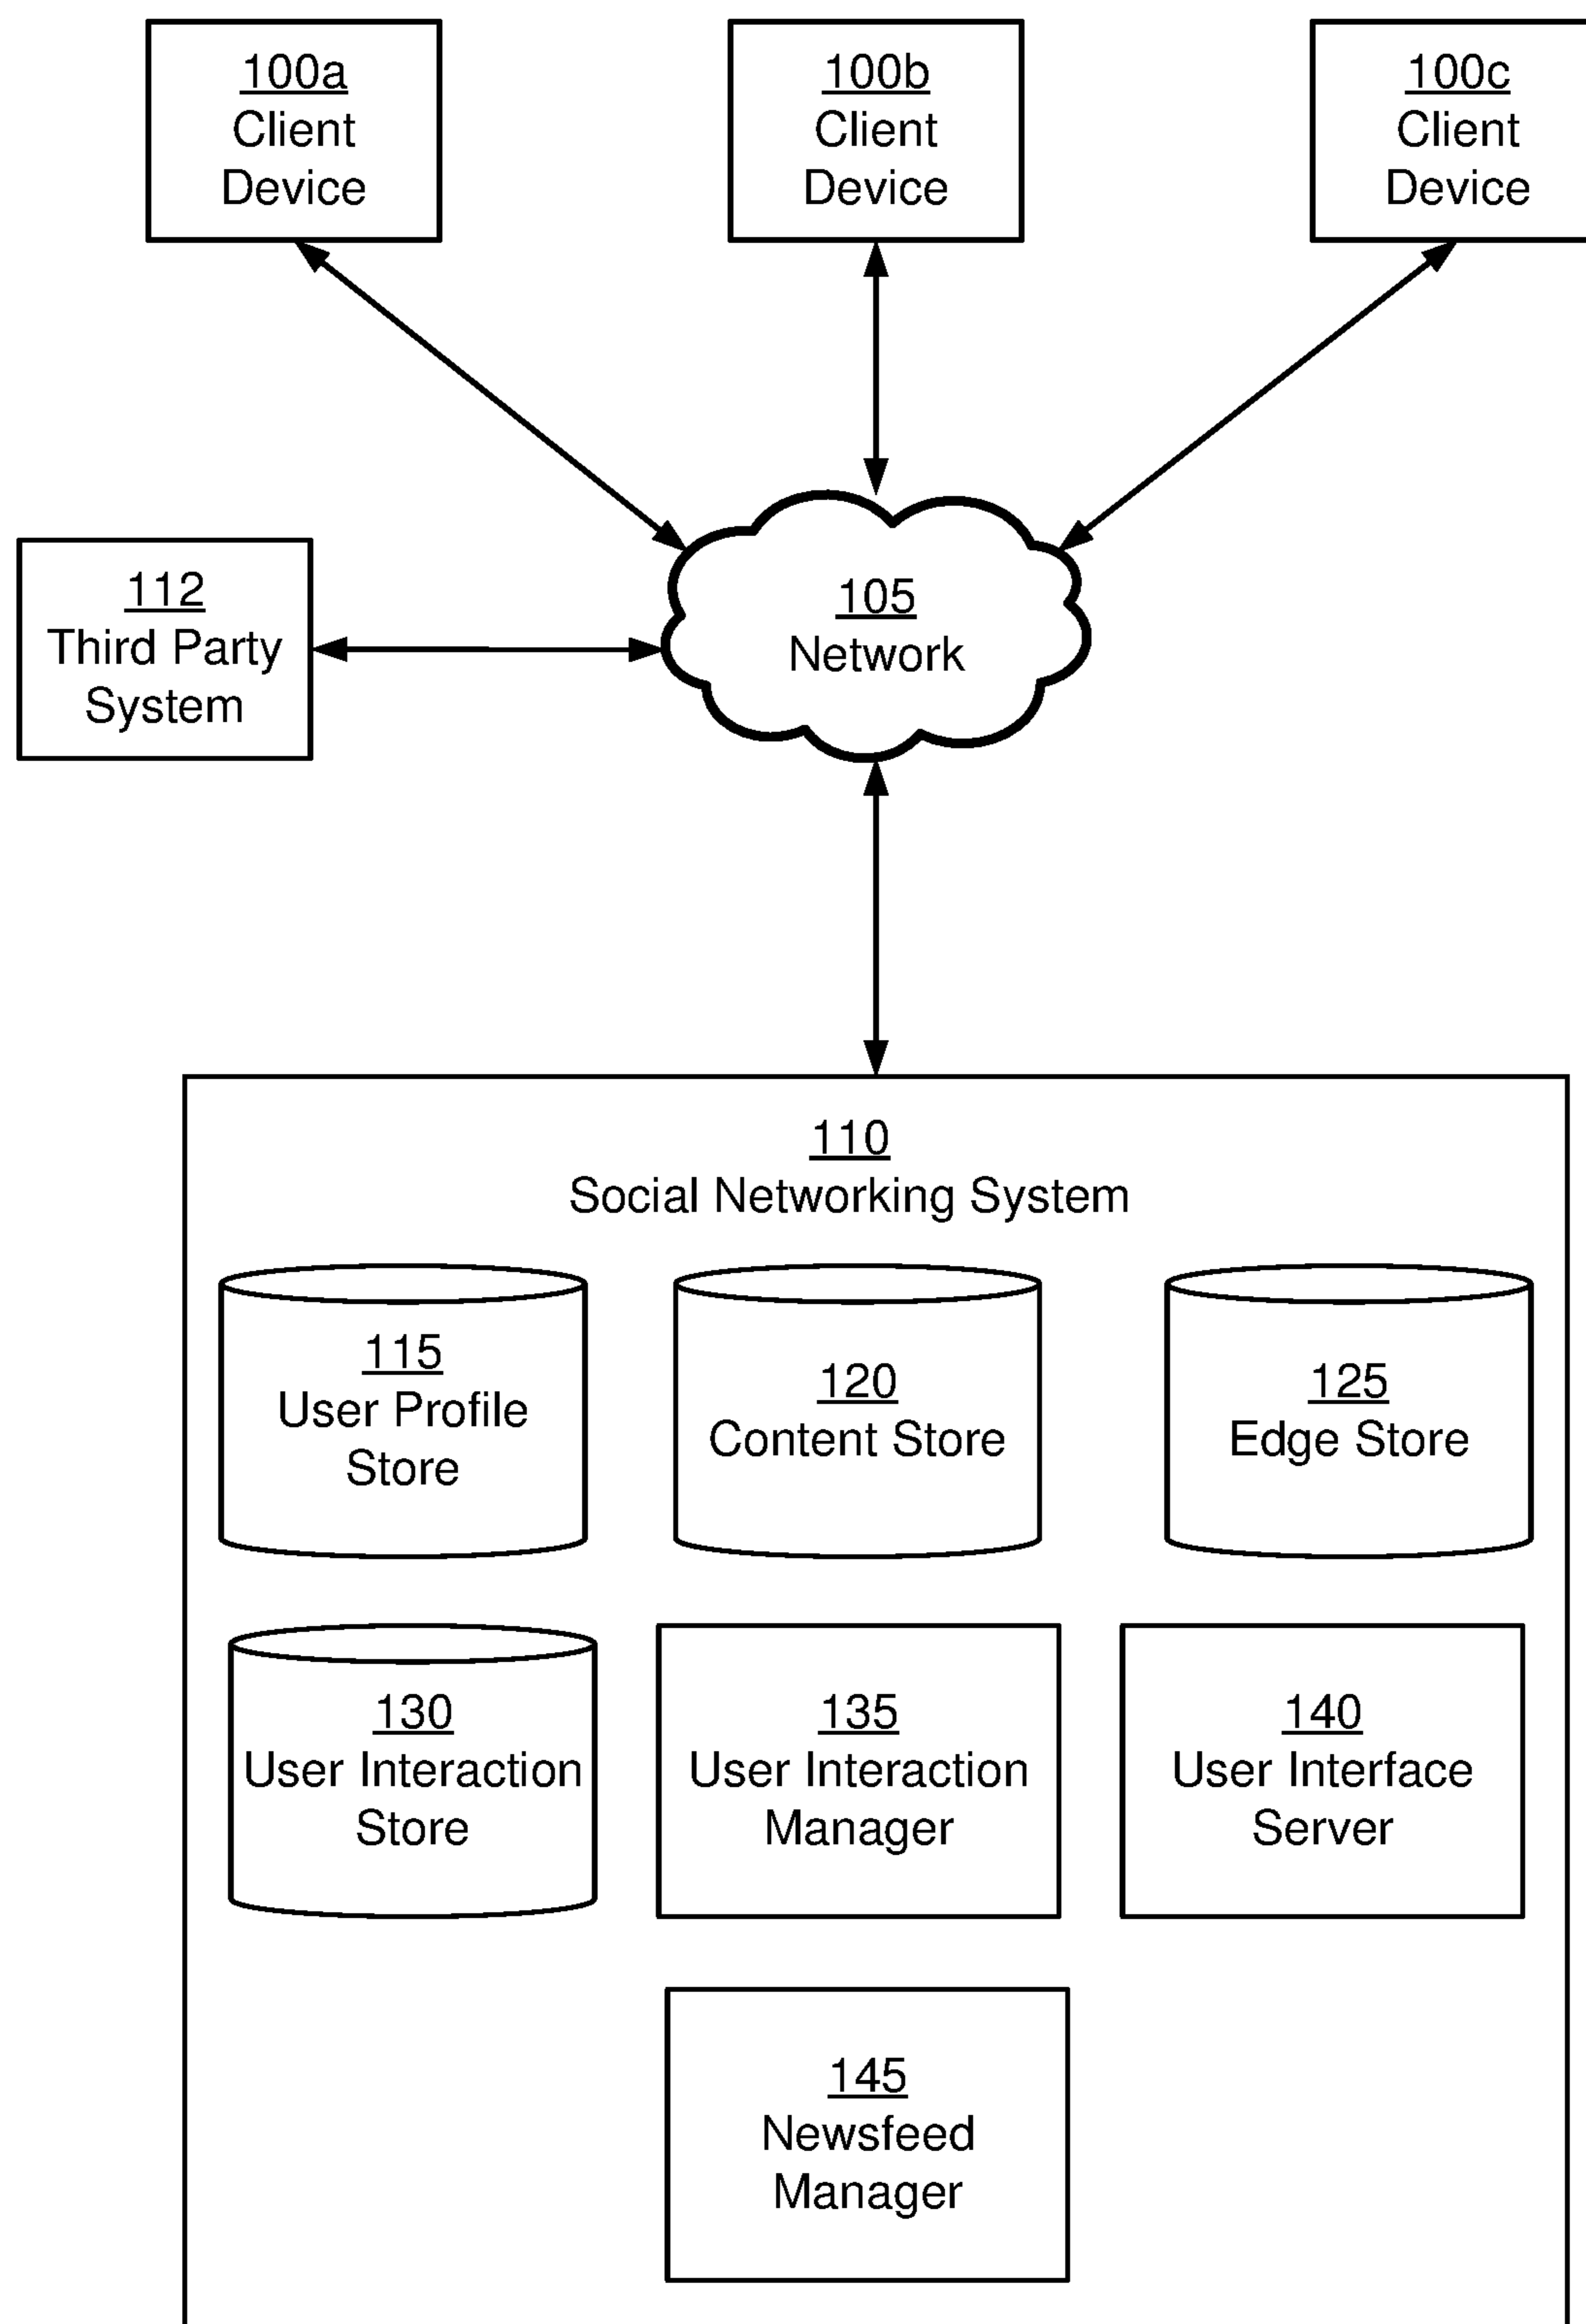 100a
Client
Device
100b
Client
Device
100c
Client
Device
112
Third Party
System
105
Network
110
Social Networking System
115
User Profile
Store
120
Content Store
125
Edge Store
130
User Interaction
Store
135
User Interaction
Manager
140
User Interface
Server
145
Newsfeed
Manager